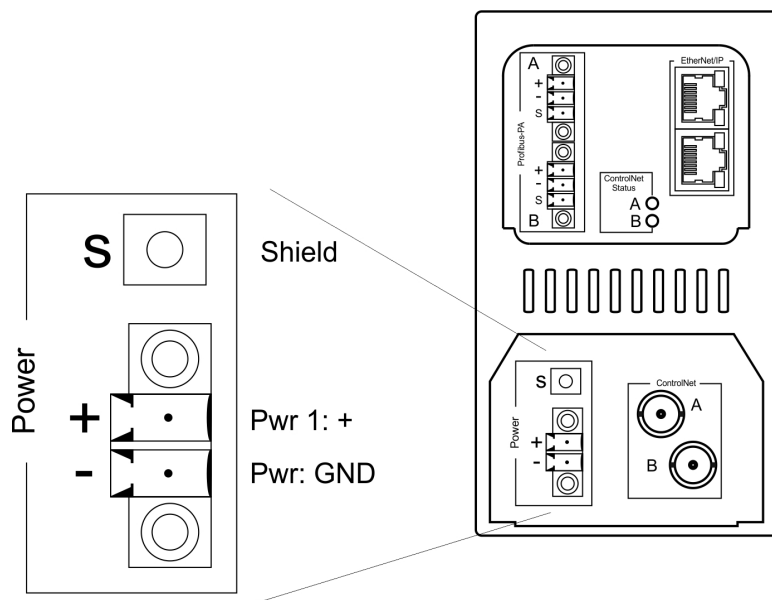 S
Shield
Power
+
Pwr 1: +
-
Pwr: GND
A
+
-
S
Profibus-PA
+
-
S
B
EtherNet/IP
ControlNet
Status
A
B
S
Power
+
-
ControlNet
A
B